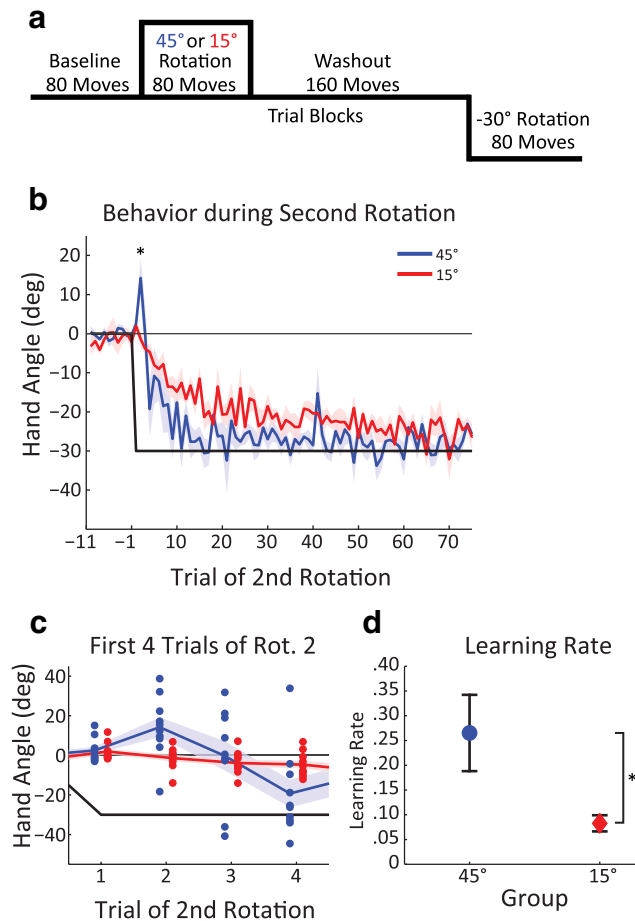 a
45° or 15°
Baseline Rotation Washout
80 Moves 80 Moves 160 Moves
Trial Blocks
-30° Rotation
80 Moves
b
Behavior during Second Rotation
*
45°
15°
Hand Angle (deg)
20
10
0
−10
−20
−30
−40
−11 −1 10 20 30 40 50 60 70
Trial of 2nd Rotation
c
First 4 Trials of Rot. 2
Hand Angle (deg)
40
20
0
−20
−40
1 2 3 4
Trial of 2nd Rotation
d
Learning Rate
Learning Rate
.40
.35
.30
.25
.20
.15
.10
.05
0
*
45° 15°
Group